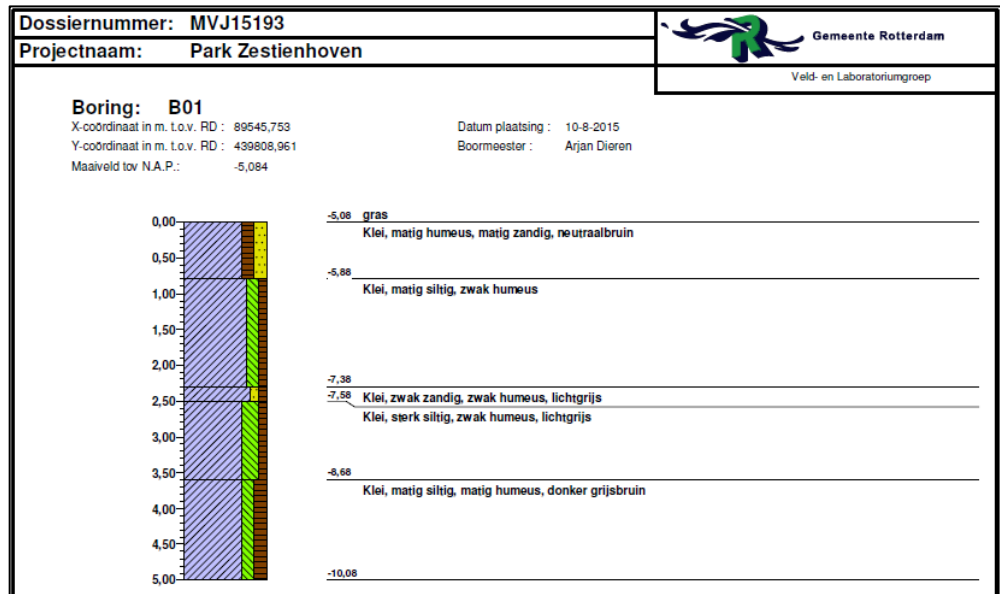 Dossiernummer: MVJ15193
Projectnaam: Park Zestienhoven
Gemeente Rotterdam
Veld- en Laboratoriumgroep
Boring: B01
X-coördinaat in m. t.o.v. RD : 89545,753
Datum plaatsing : 10-8-2015
Y-coördinaat in m. t.o.v. RD : 439808,961
Boormeester : Arjan Dieren
Maaiveld tov N.A.P.: -5,084
0,00
-5,08 gras
Klei, matig humeus, matig zandig, neutraalbruin
0,50
-5,88
Klei, matig siltig, zwak humeus
1,00
1,50
2,00
-7,38
-7,58 Klei, zwak zandig, zwak humeus, lichtgrijs
2,50
Klei, sterk siltig, zwak humeus, lichtgrijs
3,00
3,50
-8,68
Klei, matig siltig, matig humeus, donker grijsbruin
4,00
4,50
5,00
-10,08